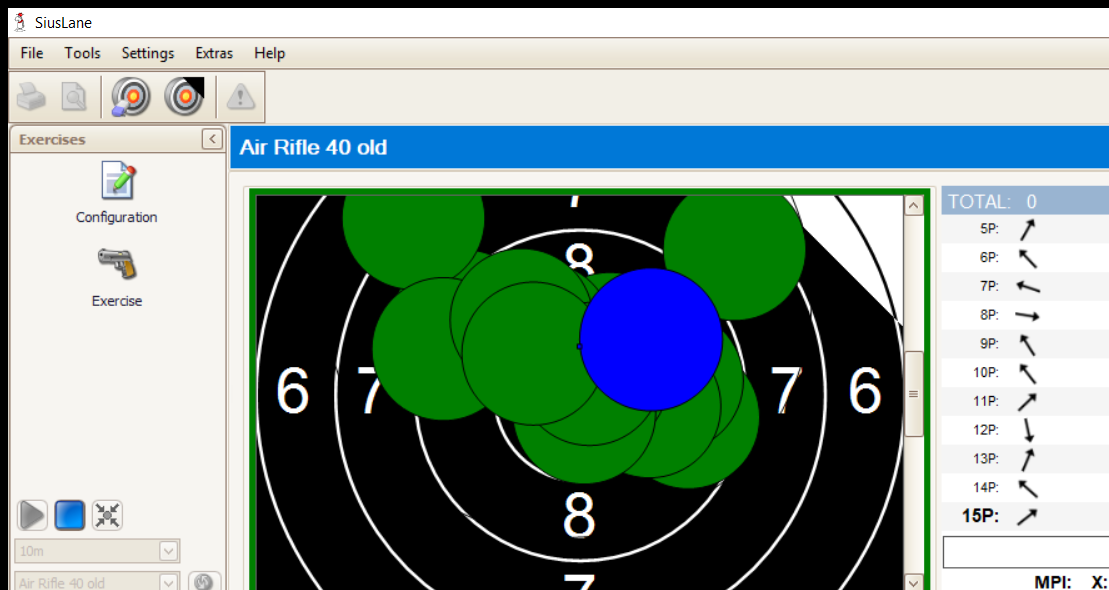 SiusLane
File Tools Settings Extras Help
Exercises
Air Rifle 40 old
Configuration
Exercise
10m
Air Rifle 40 old
7
8
6 7 7 6
8
7
TOTAL: 0
5P:
6P:
7P:
8P:
9P:
10P:
11P:
12P:
13P:
14P:
15P:
MPI: X: